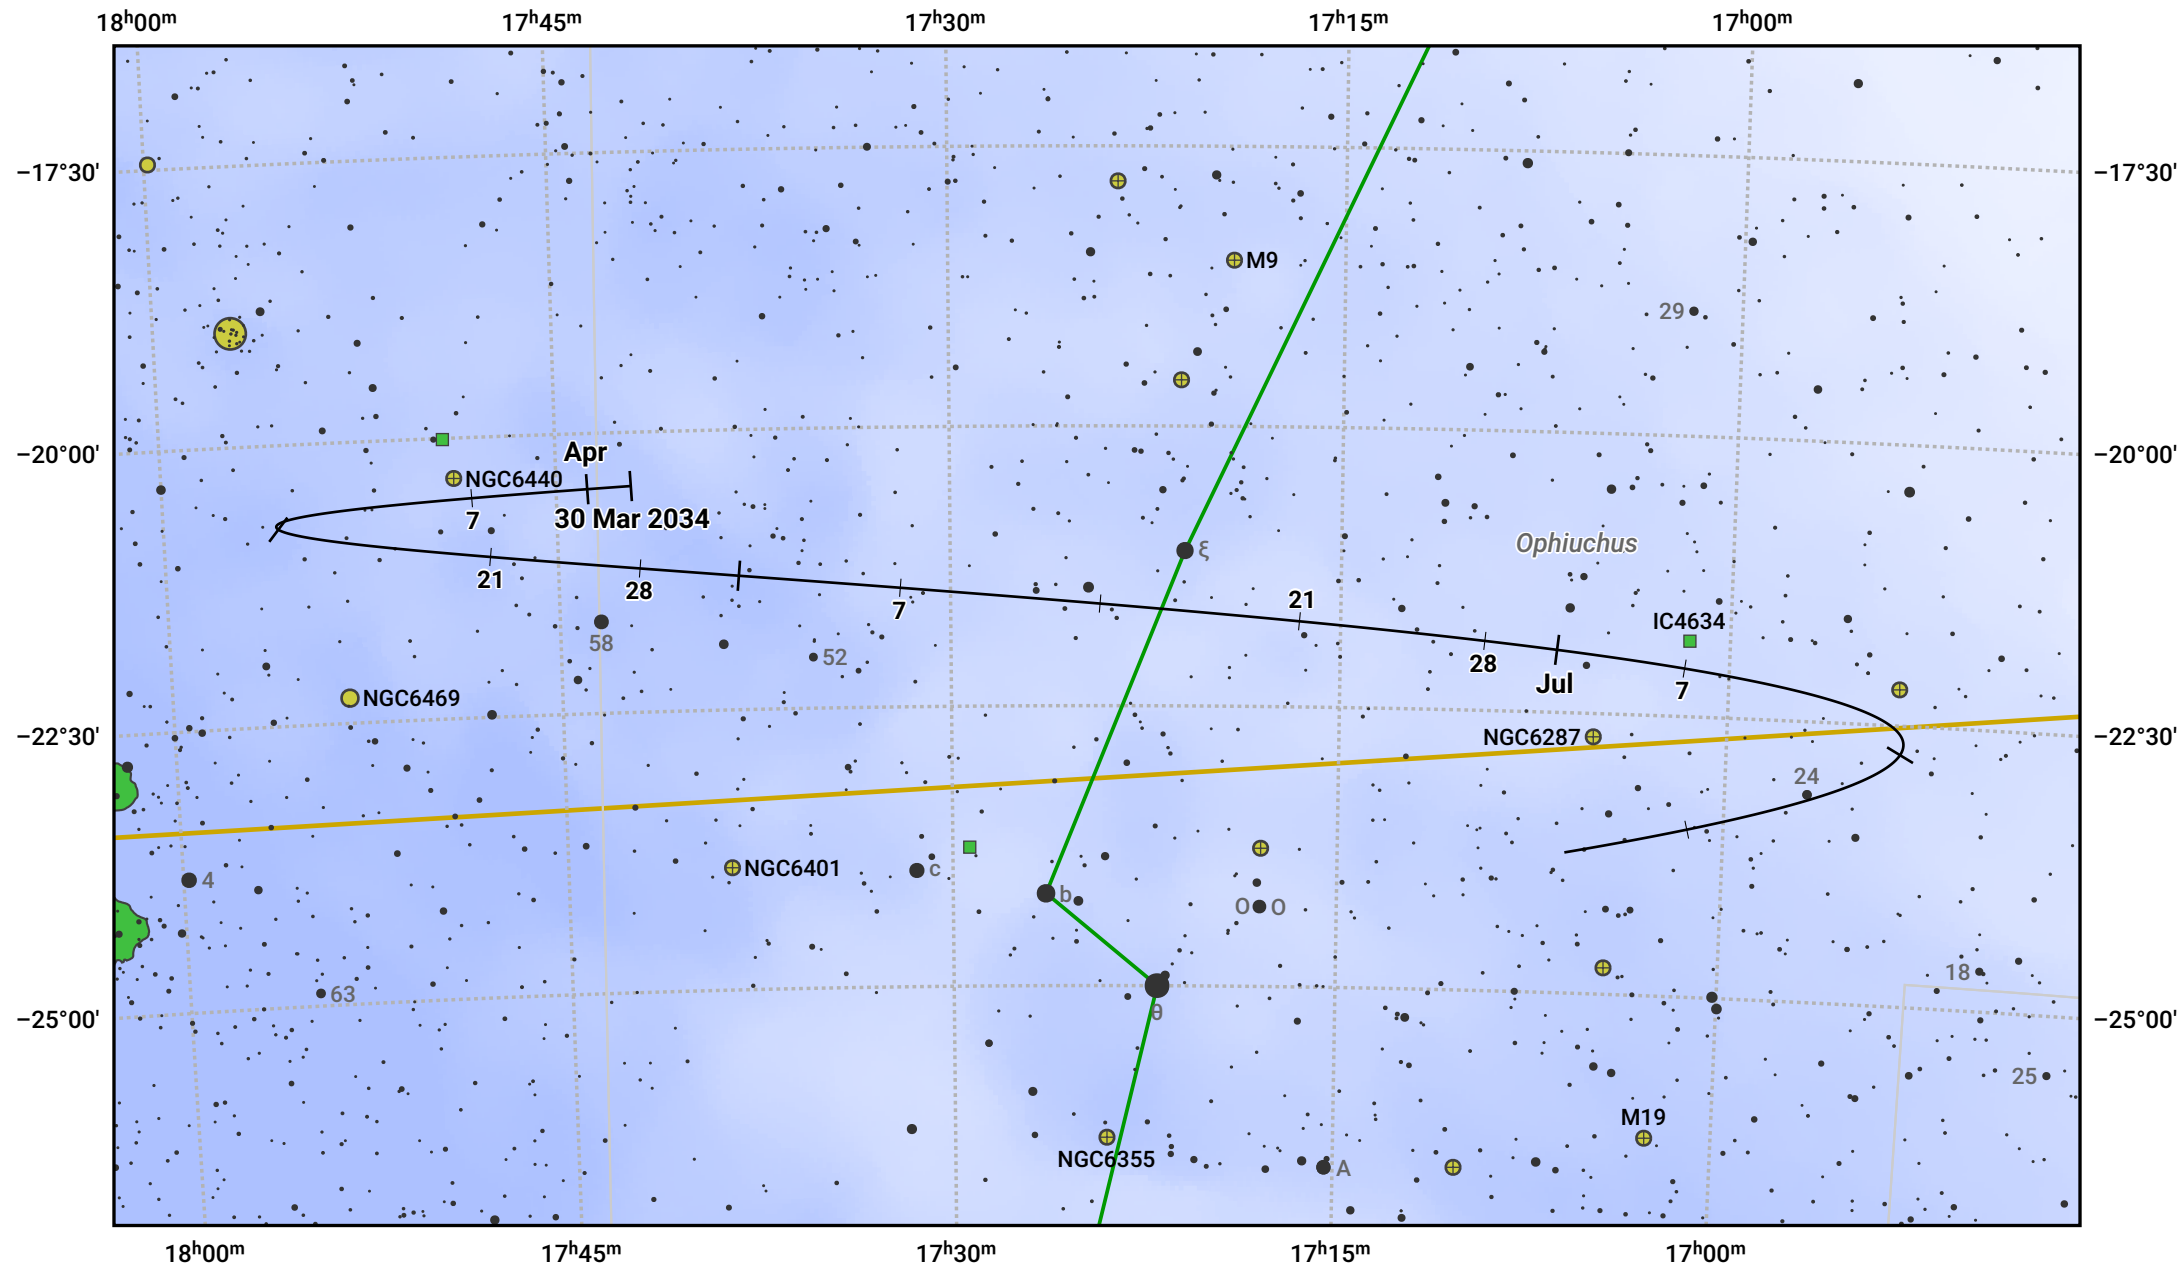 18ʰ00ᵐ 17ʰ45ᵐ 17ʰ30ᵐ 17ʰ15ᵐ 17ʰ00ᵐ
−17°30' −17°30'
M9
29
−20°00' Apr −20°00'
NGC6440
7 30 Mar 2034
Ophiuchus
ξ
21 28 7 21 IC4634
58 52 28 Jul 7
NGC6469
−22°30' NGC6287 −22°30'
24
NGC6401 c
4 b O O
63 18
θ
−25°00' −25°00'
25
M19
NGC6355 A
18ʰ00ᵐ 17ʰ45ᵐ 17ʰ30ᵐ 17ʰ15ᵐ 17ʰ00ᵐ